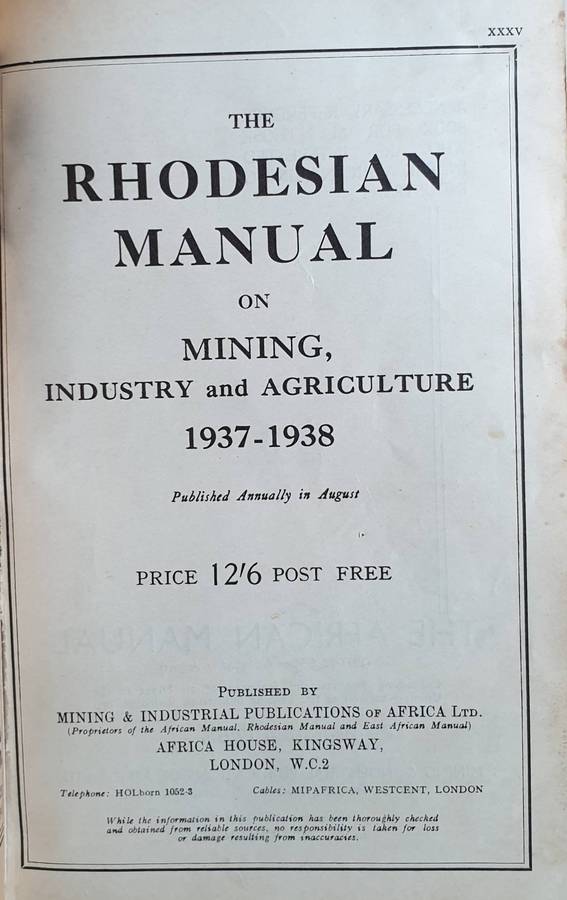 XXXV
THE
RHODESIAN
MANUAL
ON
MINING,
INDUSTRY and AGRICULTURE
1937-1938
Published Annually in August
PRICE 12'6 POST FREE
PUBLISHED BY
MINING & INDUSTRIAL PUBLICATIONS OF AFRICA LTD.
(Proprietors of the African Manual, Rhodesian Manual and East African Manual)
AFRICA HOUSE, KINGSWAY,
LONDON, W.C.2
Telephone: HOLborn 1052-3 Cables: MIPAFRICA, WESTCENT, LONDON
While the information in this publication has been thoroughly checked
and obtained from reliable sources, no responsibility is taken for loss
or damage resulting from inaccuracies.